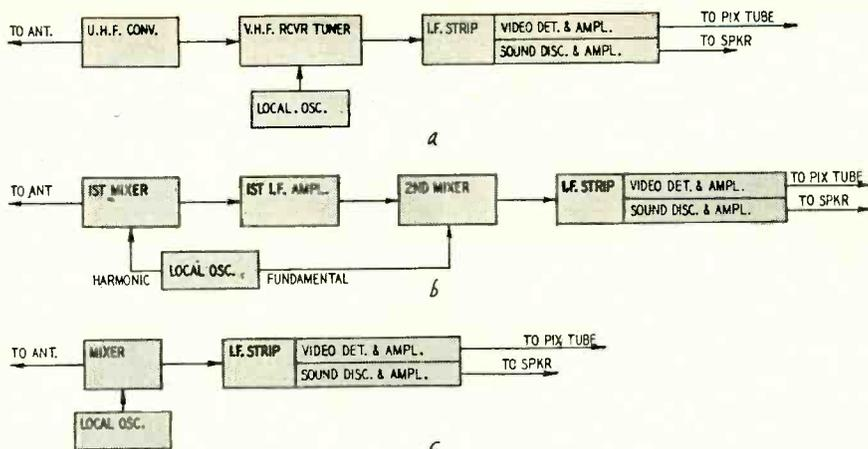 TO ANT.
U.H.F. CONV.
V.H.F. RCVR TUNER
I.F. STRIP
VIDEO DET. & AMPL.
TO PIX TUBE
SOUND DISC. & AMPL.
TO SPKR
LOCAL. OSC.
a
TO ANT
1ST MIXER
1ST I.F. AMPL.
2ND MIXER
I.F. STRIP
VIDEO DET. & AMPL.
TO PIX TUBE
SOUND DISC. & AMPL.
TO SPKR
HARMONIC
LOCAL OSC.
FUNDAMENTAL
b
TO ANT.
MIXER
I.F. STRIP
VIDEO DET. & AMPL.
TO PIX TUBE
SOUND DISC. & AMPL.
TO SPKR
LOCAL OSC.
c